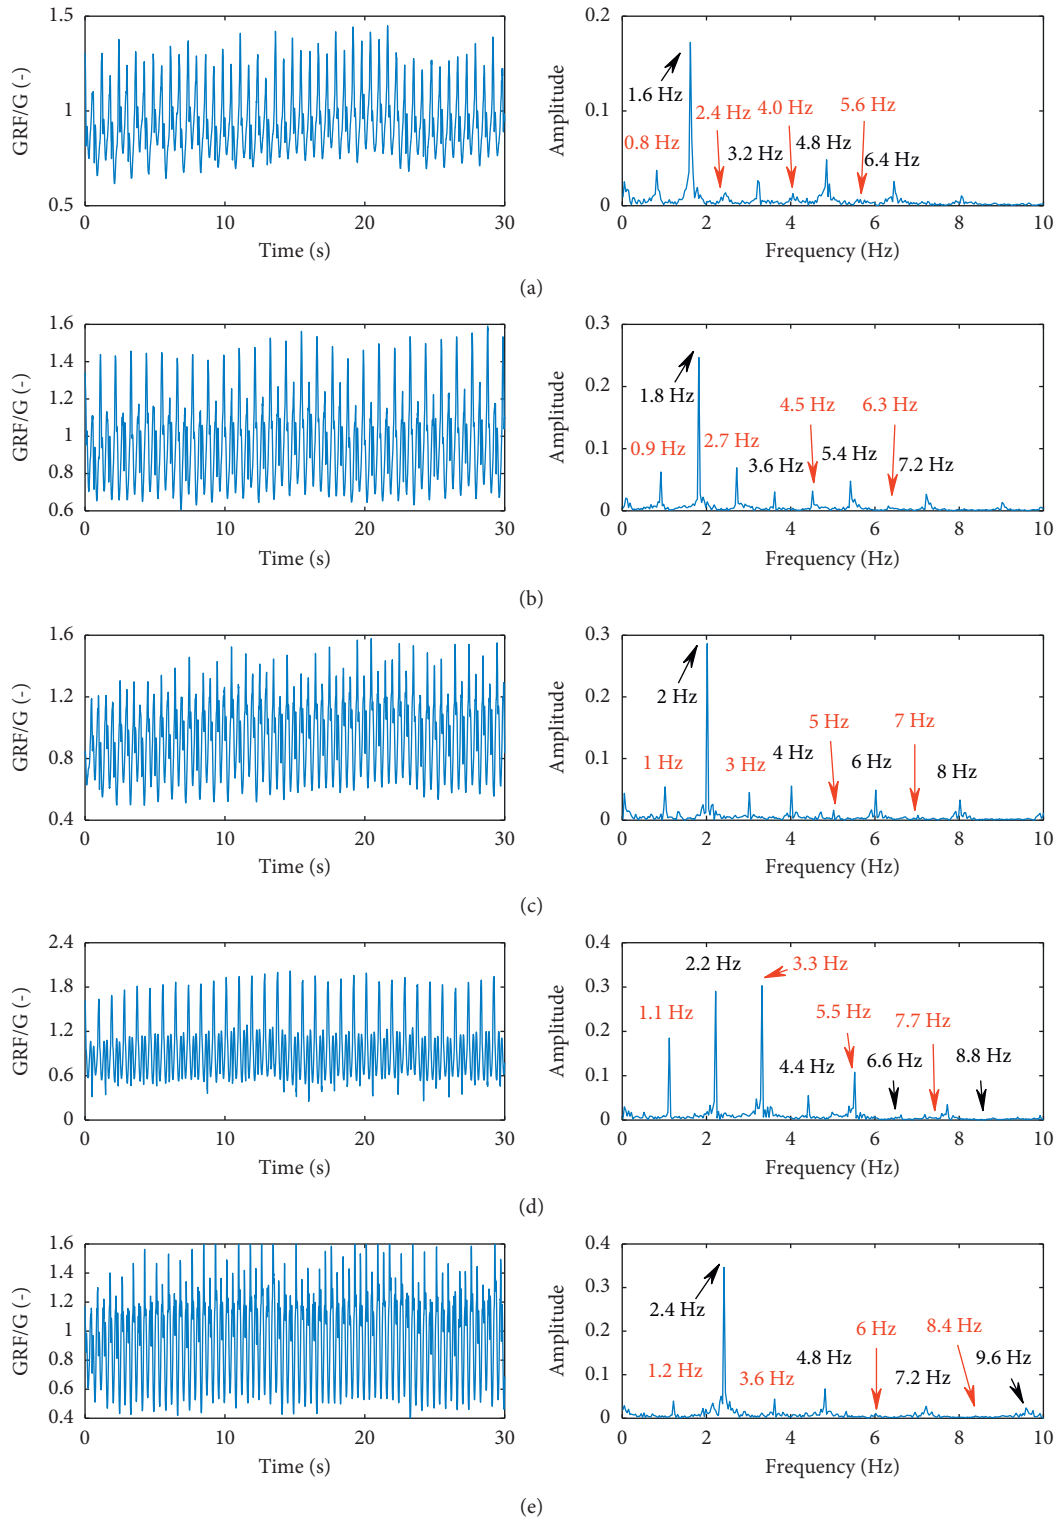 1.5
1
0.5
GRF/G (-)
0
10
20
30
Time (s)
0.2
0.1
0
Amplitude
1.6 Hz
0.8 Hz
2.4 Hz
3.2 Hz
4.0 Hz
4.8 Hz
5.6 Hz
6.4 Hz
0
2
4
6
8
10
Frequency (Hz)
(a)
1.6
1.4
1.2
1
0.8
0.6
GRF/G (-)
0
10
20
30
Time (s)
0.3
0.2
0.1
0
Amplitude
1.8 Hz
0.9 Hz
2.7 Hz
3.6 Hz
4.5 Hz
5.4 Hz
6.3 Hz
7.2 Hz
0
2
4
6
8
10
Frequency (Hz)
(b)
1.6
1.2
0.8
0.4
GRF/G (-)
0
10
20
30
Time (s)
0.3
0.2
0.1
0
Amplitude
2 Hz
1 Hz
3 Hz
4 Hz
5 Hz
6 Hz
7 Hz
8 Hz
0
2
4
6
8
10
Frequency (Hz)
(c)
2.4
1.8
1.2
0.6
0
GRF/G (-)
0
10
20
30
Time (s)
0.4
0.3
0.2
0.1
0
Amplitude
2.2 Hz
3.3 Hz
1.1 Hz
4.4 Hz
5.5 Hz
6.6 Hz
7.7 Hz
8.8 Hz
0
2
4
6
8
10
Frequency (Hz)
(d)
1.6
1.4
1.2
1
0.8
0.6
0.4
GRF/G (-)
0
10
20
30
Time (s)
0.4
0.3
0.2
0.1
0
Amplitude
2.4 Hz
1.2 Hz
3.6 Hz
4.8 Hz
6 Hz
7.2 Hz
8.4 Hz
9.6 Hz
0
2
4
6
8
10
Frequency (Hz)
(e)